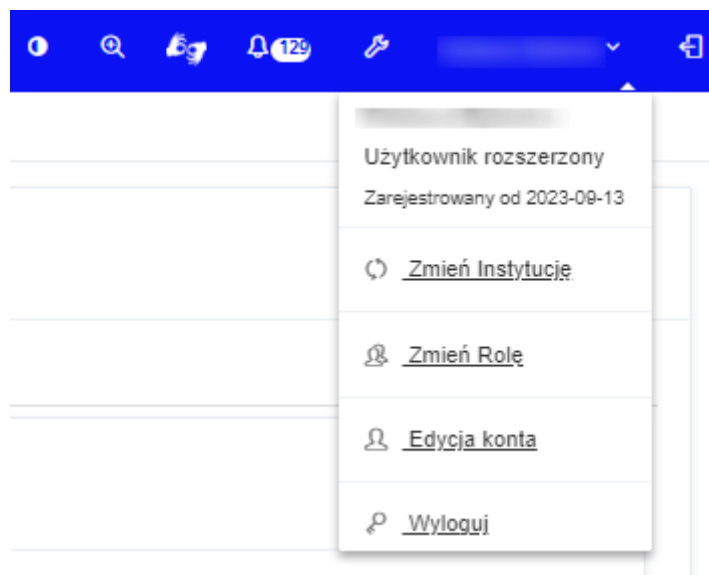 129
Użytkownik rozszerzony
Zarejestrowany od 2023-09-13
Zmień Instytucję
Zmień Rolę
Edycja konta
Wyloguj